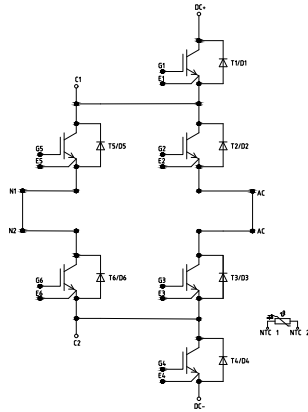 DC+
G1
T1/D1
E1
C1
G5
T5/D5
E5
G2
T2/D2
E2
N1
AC
N2
AC
G6
T6/D6
E6
G3
T3/D3
E3
C2
G4
T4/D4
E4
DC-
ϑ
NTC 1
NTC 2